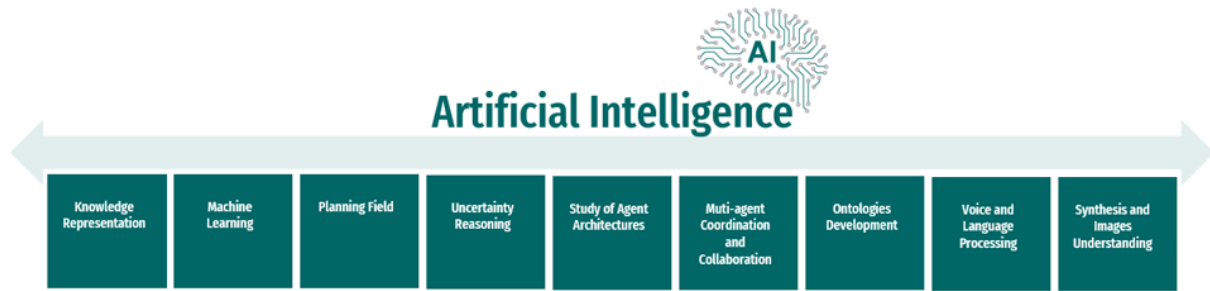 AI
Artificial Intelligence
Knowledge
Representation
Machine
Learning
Planning Field
Uncertainty
Reasoning
Study of Agent
Architectures
Muti-agent
Coordination
and
Collaboration
Ontologies
Development
Voice and
Language
Processing
Synthesis and
Images
Understanding